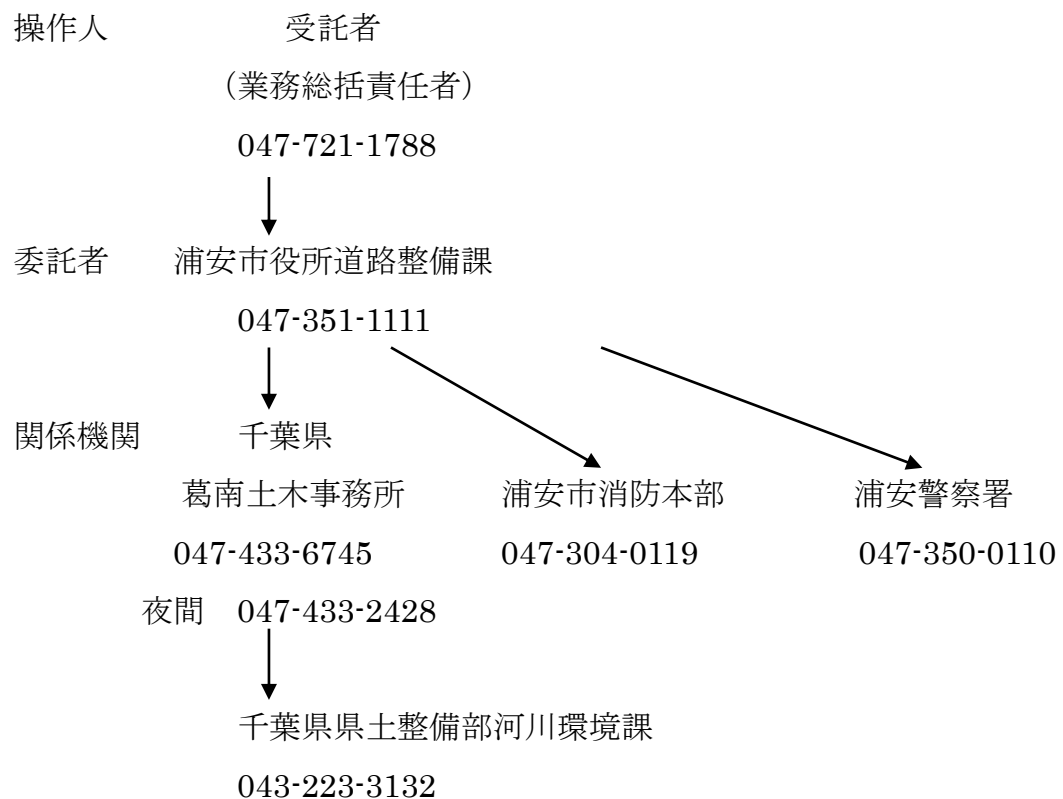 操作人 受託者
（業務総括責任者）
047-721-1788
委託者 浦安市役所道路整備課
047-351-1111
関係機関 千葉県
葛南土木事務所 浦安市消防本部 浦安警察署
047-433-6745 047-304-0119 047-350-0110
夜間 047-433-2428
千葉県県土整備部河川環境課
043-223-3132